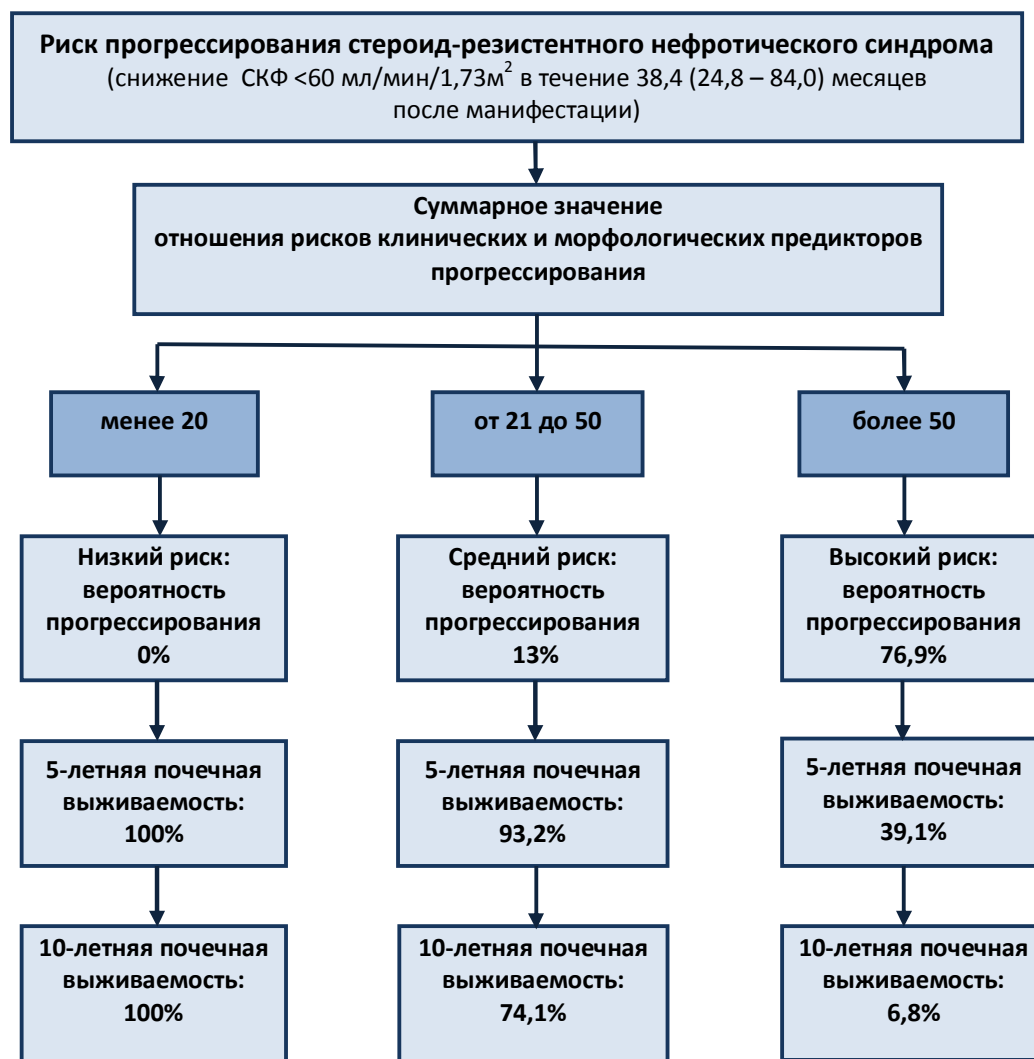 Риск прогрессирования стероид-резистентного нефротического синдрома
(снижение СКФ <60 мл/мин/1,73м² в течение 38,4 (24,8 – 84,0) месяцев
после манифестации)
Суммарное значение
отношения рисков клинических и морфологических предикторов
прогрессирования
менее 20
от 21 до 50
более 50
Низкий риск:
вероятность
прогрессирования
0%
Средний риск:
вероятность
прогрессирования
13%
Высокий риск:
вероятность
прогрессирования
76,9%
5-летняя почечная
выживаемость:
100%
5-летняя почечная
выживаемость:
93,2%
5-летняя почечная
выживаемость:
39,1%
10-летняя почечная
выживаемость:
100%
10-летняя почечная
выживаемость:
74,1%
10-летняя почечная
выживаемость:
6,8%